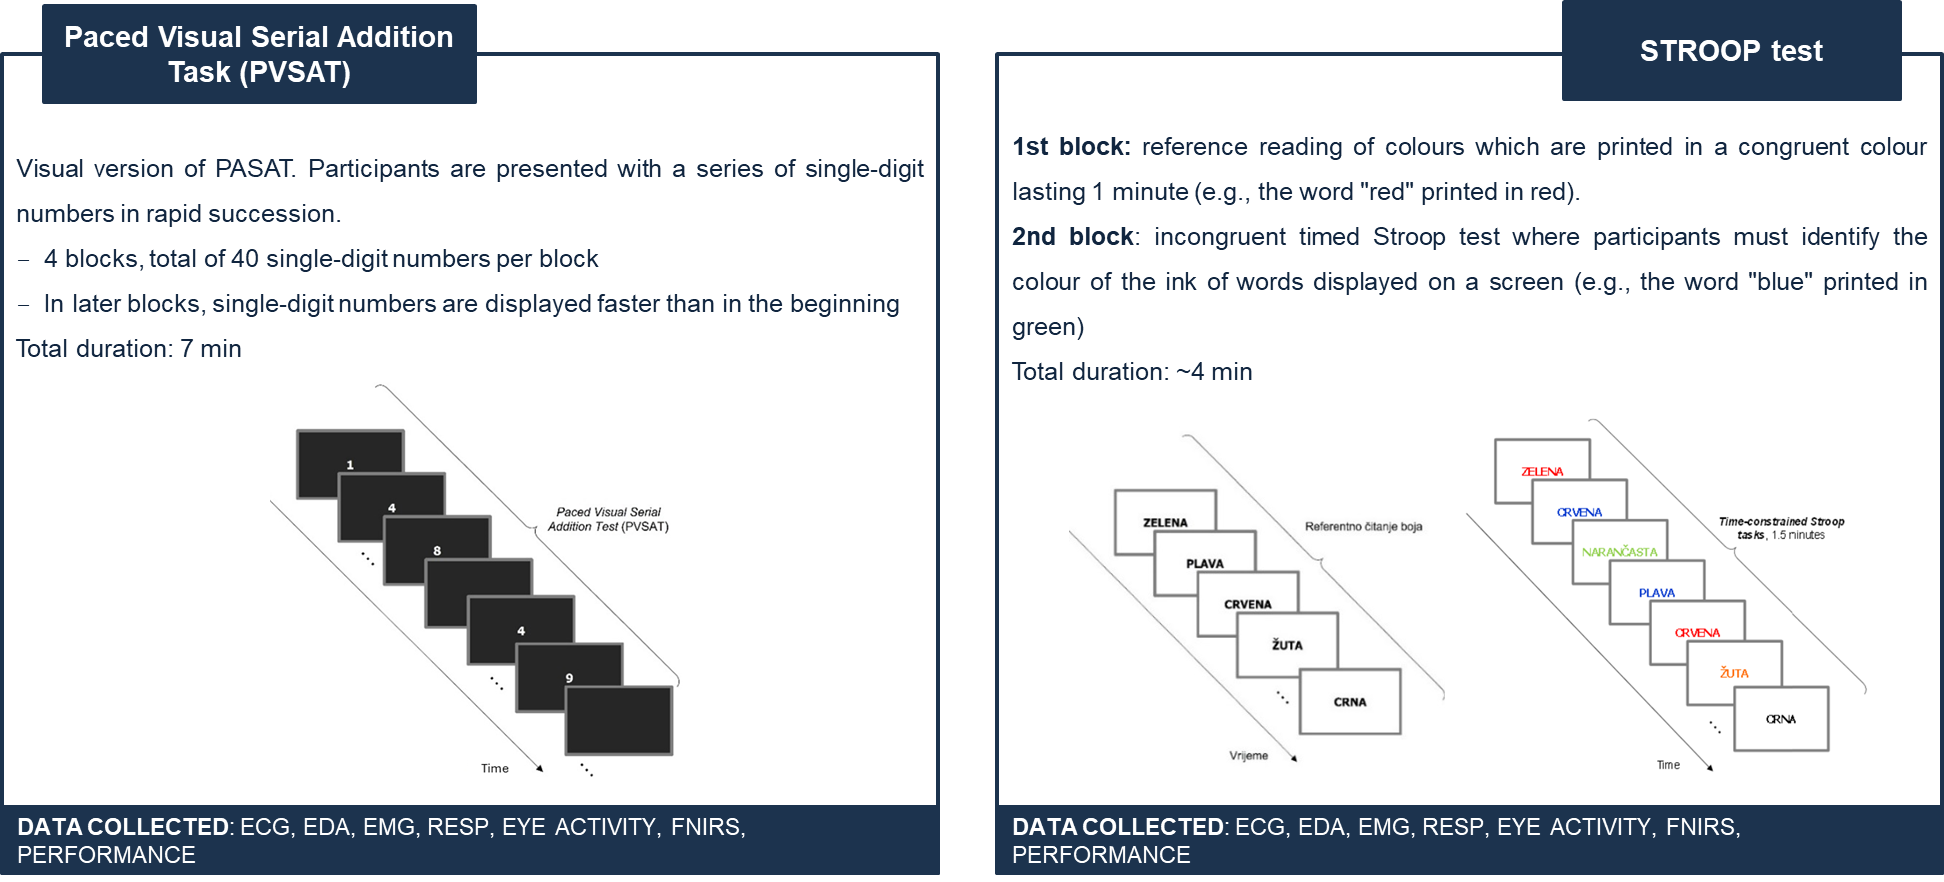 Paced Visual Serial Addition
Task (PVSAT)
Visual version of PASAT. Participants are presented with a series of single-digit
numbers in rapid succession.
− 4 blocks, total of 40 single-digit numbers per block
− In later blocks, single-digit numbers are displayed faster than in the beginning
Total duration: 7 min
1
4
8
4
9
Paced Visual Serial
Addition Test (PVSAT)
Time
DATA COLLECTED: ECG, EDA, EMG, RESP, EYE ACTIVITY, FNIRS,
PERFORMANCE
STROOP test
1st block: reference reading of colours which are printed in a congruent colour
lasting 1 minute (e.g., the word "red" printed in red).
2nd block: incongruent timed Stroop test where participants must identify the
colour of the ink of words displayed on a screen (e.g., the word "blue" printed in
green)
Total duration: ~4 min
ZELENA
PLAVA
CRVENA
ŽUTA
CRNA
Referentno čitanje boja
Vrijeme
ZELENA
CRVENA
NARANČASTA
PLAVA
CRVENA
ŽUTA
CRNA
Time-constrained Stroop
tasks, 1.5 minutes
Time
DATA COLLECTED: ECG, EDA, EMG, RESP, EYE ACTIVITY, FNIRS,
PERFORMANCE